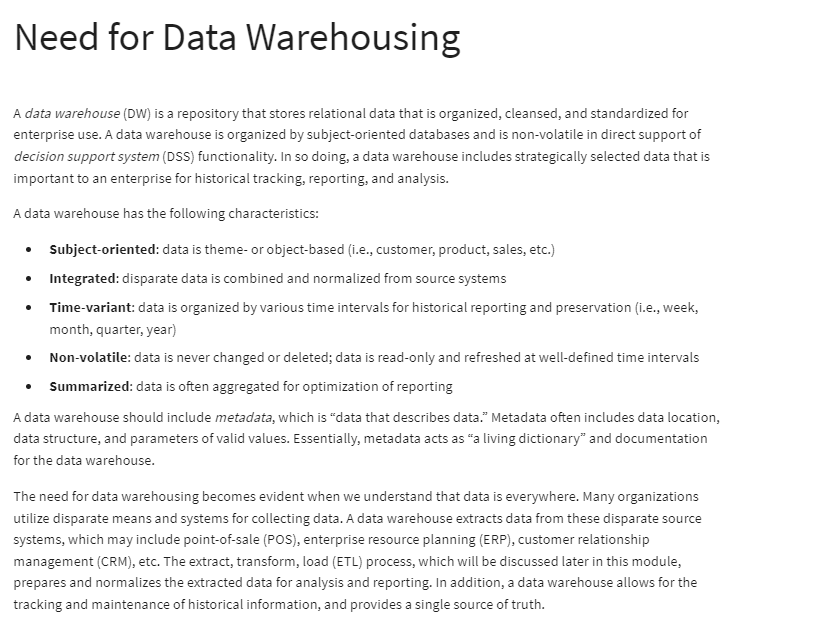 Need for Data Warehousing
A data warehouse (DW) is a repository that stores relational data that is organized, cleansed, and standardized for
enterprise use. A data warehouse is organized by subject-oriented databases and is non-volatile in direct support of
decision support system (DSS) functionality. In so doing, a data warehouse includes strategically selected data that is
important to an enterprise for historical tracking, reporting, and analysis.
A data warehouse has the following characteristics:
• Subject-oriented: data is theme- or object-based (i.e., customer, product, sales, etc.)
• Integrated: disparate data is combined and normalized from source systems
• Time-variant: data is organized by various time intervals for historical reporting and preservation (i.e., week,
month, quarter, year)
• Non-volatile: data is never changed or deleted; data is read-only and refreshed at well-defined time intervals
• Summarized: data is often aggregated for optimization of reporting
A data warehouse should include metadata, which is “data that describes data.” Metadata often includes data location,
data structure, and parameters of valid values. Essentially, metadata acts as “a living dictionary” and documentation
for the data warehouse.
The need for data warehousing becomes evident when we understand that data is everywhere. Many organizations
utilize disparate means and systems for collecting data. A data warehouse extracts data from these disparate source
systems, which may include point-of-sale (POS), enterprise resource planning (ERP), customer relationship
management (CRM), etc. The extract, transform, load (ETL) process, which will be discussed later in this module,
prepares and normalizes the extracted data for analysis and reporting. In addition, a data warehouse allows for the
tracking and maintenance of historical information, and provides a single source of truth.